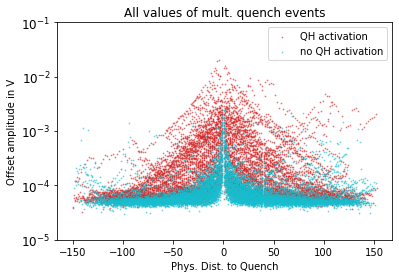 All values of mult. quench events
QH activation
no QH activation
Offset amplitude in V
10⁻¹
10⁻²
10⁻³
10⁻⁴
10⁻⁵
−150 −100 −50 0 50 100 150
Phys. Dist. to Quench